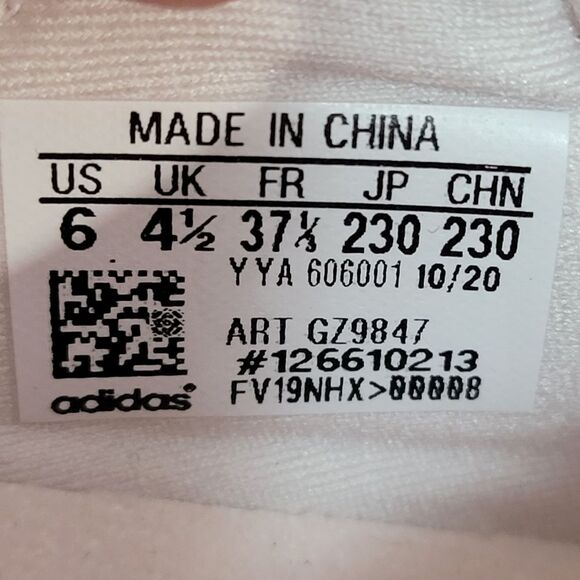 MADE IN CHINA
US UK FR JP CHN
6 4½ 37⅓ 230 230
YYA 606001 10/20
ART GZ9847
#126610213
adidas FV19NHX>00008